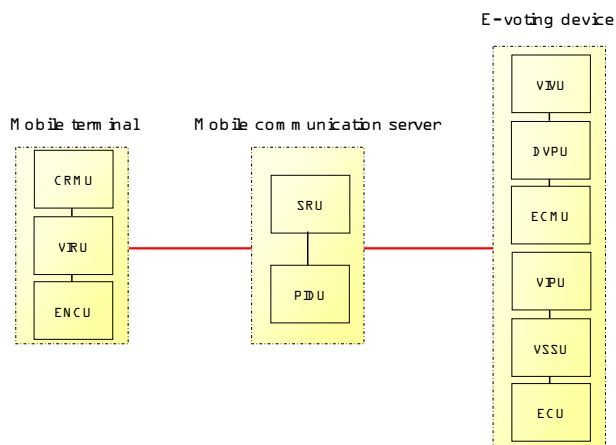 E-voting device
Mobile terminal
Mobile communication server
CRMU
VIRU
ENCU
SRU
PIDU
VIVU
DVPU
ECMU
VIPU
VSSU
ECU